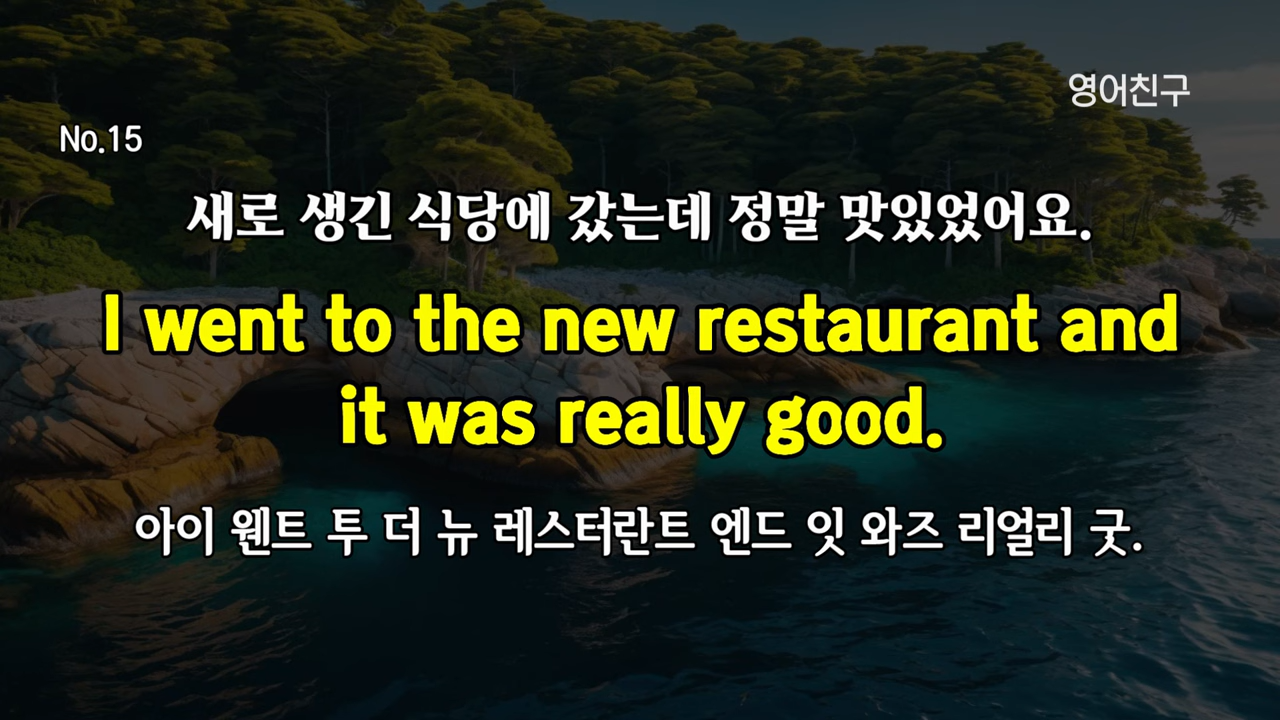 영어친구
No.15
새로 생긴 식당에 갔는데 정말 맛있었어요.
I went to the new restaurant and
it was really good.
아이 웬트 투 더 뉴 레스터란트 엔드 잇 와즈 리얼리 굿.